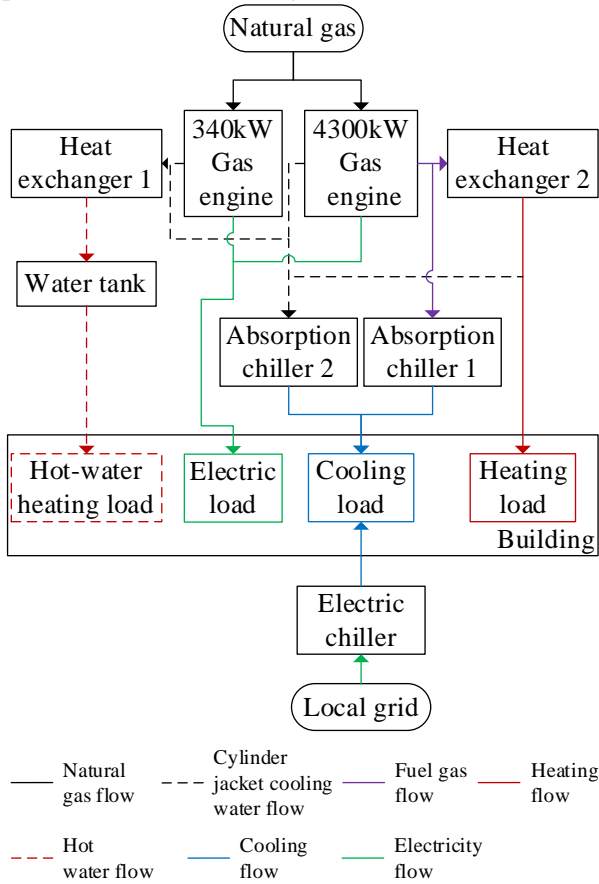 Natural gas
340kW
Gas
engine
4300kW
Gas
engine
Heat
exchanger 1
Heat
exchanger 2
Water tank
Absorption
chiller 2
Absorption
chiller 1
Hot-water
heating load
Electric
load
Cooling
load
Heating
load
Building
Electric
chiller
Local grid
Natural
gas flow
Cylinder
jacket cooling
water flow
Fuel gas
flow
Heating
flow
Hot
water flow
Cooling
flow
Electricity
flow